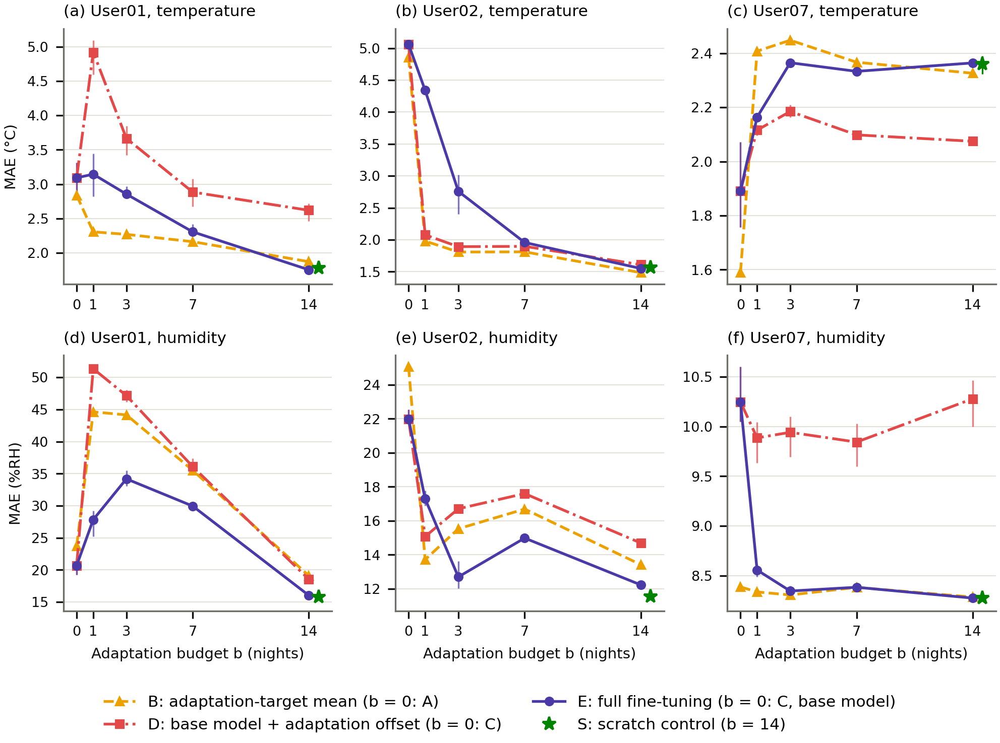 (a) User01, temperature
MAE (°C)
5.0
4.5
4.0
3.5
3.0
2.5
2.0
0 1 3 7 14
(b) User02, temperature
5.0
4.5
4.0
3.5
3.0
2.5
2.0
1.5
0 1 3 7 14
(c) User07, temperature
2.4
2.2
2.0
1.8
1.6
0 1 3 7 14
(d) User01, humidity
MAE (%RH)
50
45
40
35
30
25
20
15
0 1 3 7 14
Adaptation budget b (nights)
(e) User02, humidity
24
22
20
18
16
14
12
0 1 3 7 14
Adaptation budget b (nights)
(f) User07, humidity
10.5
10.0
9.5
9.0
8.5
0 1 3 7 14
Adaptation budget b (nights)
B: adaptation-target mean (b = 0: A)
D: base model + adaptation offset (b = 0: C)
E: full fine-tuning (b = 0: C, base model)
S: scratch control (b = 14)